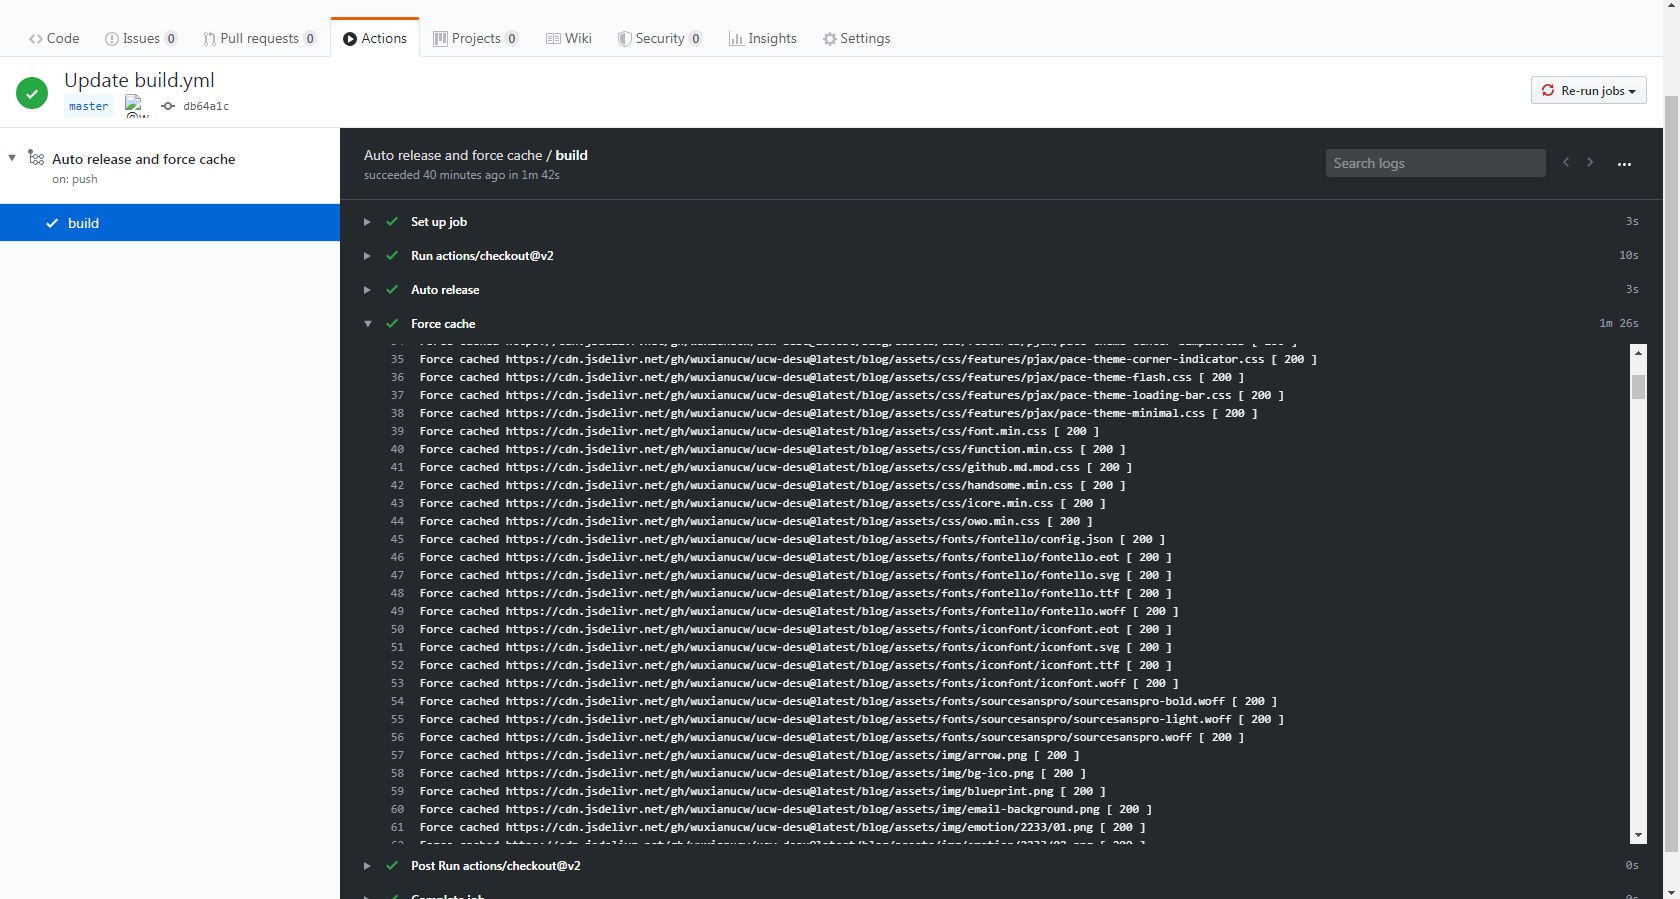 Code
Issues 0
Pull requests 0
Actions
Projects 0
Wiki
Security 0
Insights
Settings
Update build.yml
master
db64a1c
Re-run jobs
Auto release and force cache
on: push
build
Auto release and force cache / build
succeeded 40 minutes ago in 1m 42s
Search logs
Set up job 3s
Run actions/checkout@v2 10s
Auto release 3s
Force cache 1m 26s
35 Force cached https://cdn.jsdelivr.net/gh/wuxianucw/ucw-desu@latest/blog/assets/css/features/pjax/pace-theme-corner-indicator.css [ 200 ]
36 Force cached https://cdn.jsdelivr.net/gh/wuxianucw/ucw-desu@latest/blog/assets/css/features/pjax/pace-theme-flash.css [ 200 ]
37 Force cached https://cdn.jsdelivr.net/gh/wuxianucw/ucw-desu@latest/blog/assets/css/features/pjax/pace-theme-loading-bar.css [ 200 ]
38 Force cached https://cdn.jsdelivr.net/gh/wuxianucw/ucw-desu@latest/blog/assets/css/features/pjax/pace-theme-minimal.css [ 200 ]
39 Force cached https://cdn.jsdelivr.net/gh/wuxianucw/ucw-desu@latest/blog/assets/css/font.min.css [ 200 ]
40 Force cached https://cdn.jsdelivr.net/gh/wuxianucw/ucw-desu@latest/blog/assets/css/function.min.css [ 200 ]
41 Force cached https://cdn.jsdelivr.net/gh/wuxianucw/ucw-desu@latest/blog/assets/css/github.md.mod.css [ 200 ]
42 Force cached https://cdn.jsdelivr.net/gh/wuxianucw/ucw-desu@latest/blog/assets/css/handsome.min.css [ 200 ]
43 Force cached https://cdn.jsdelivr.net/gh/wuxianucw/ucw-desu@latest/blog/assets/css/icore.min.css [ 200 ]
44 Force cached https://cdn.jsdelivr.net/gh/wuxianucw/ucw-desu@latest/blog/assets/css/owo.min.css [ 200 ]
45 Force cached https://cdn.jsdelivr.net/gh/wuxianucw/ucw-desu@latest/blog/assets/fonts/fontello/config.json [ 200 ]
46 Force cached https://cdn.jsdelivr.net/gh/wuxianucw/ucw-desu@latest/blog/assets/fonts/fontello/fontello.eot [ 200 ]
47 Force cached https://cdn.jsdelivr.net/gh/wuxianucw/ucw-desu@latest/blog/assets/fonts/fontello/fontello.svg [ 200 ]
48 Force cached https://cdn.jsdelivr.net/gh/wuxianucw/ucw-desu@latest/blog/assets/fonts/fontello/fontello.ttf [ 200 ]
49 Force cached https://cdn.jsdelivr.net/gh/wuxianucw/ucw-desu@latest/blog/assets/fonts/fontello/fontello.woff [ 200 ]
50 Force cached https://cdn.jsdelivr.net/gh/wuxianucw/ucw-desu@latest/blog/assets/fonts/iconfont/iconfont.eot [ 200 ]
51 Force cached https://cdn.jsdelivr.net/gh/wuxianucw/ucw-desu@latest/blog/assets/fonts/iconfont/iconfont.svg [ 200 ]
52 Force cached https://cdn.jsdelivr.net/gh/wuxianucw/ucw-desu@latest/blog/assets/fonts/iconfont/iconfont.ttf [ 200 ]
53 Force cached https://cdn.jsdelivr.net/gh/wuxianucw/ucw-desu@latest/blog/assets/fonts/iconfont/iconfont.woff [ 200 ]
54 Force cached https://cdn.jsdelivr.net/gh/wuxianucw/ucw-desu@latest/blog/assets/fonts/sourcesanspro/sourcesanspro-bold.woff [ 200 ]
55 Force cached https://cdn.jsdelivr.net/gh/wuxianucw/ucw-desu@latest/blog/assets/fonts/sourcesanspro/sourcesanspro-light.woff [ 200 ]
56 Force cached https://cdn.jsdelivr.net/gh/wuxianucw/ucw-desu@latest/blog/assets/fonts/sourcesanspro/sourcesanspro.woff [ 200 ]
57 Force cached https://cdn.jsdelivr.net/gh/wuxianucw/ucw-desu@latest/blog/assets/img/arrow.png [ 200 ]
58 Force cached https://cdn.jsdelivr.net/gh/wuxianucw/ucw-desu@latest/blog/assets/img/bg-ico.png [ 200 ]
59 Force cached https://cdn.jsdelivr.net/gh/wuxianucw/ucw-desu@latest/blog/assets/img/blueprint.png [ 200 ]
60 Force cached https://cdn.jsdelivr.net/gh/wuxianucw/ucw-desu@latest/blog/assets/img/email-background.png [ 200 ]
61 Force cached https://cdn.jsdelivr.net/gh/wuxianucw/ucw-desu@latest/blog/assets/img/emotion/2233/01.png [ 200 ]
Post Run actions/checkout@v2 0s